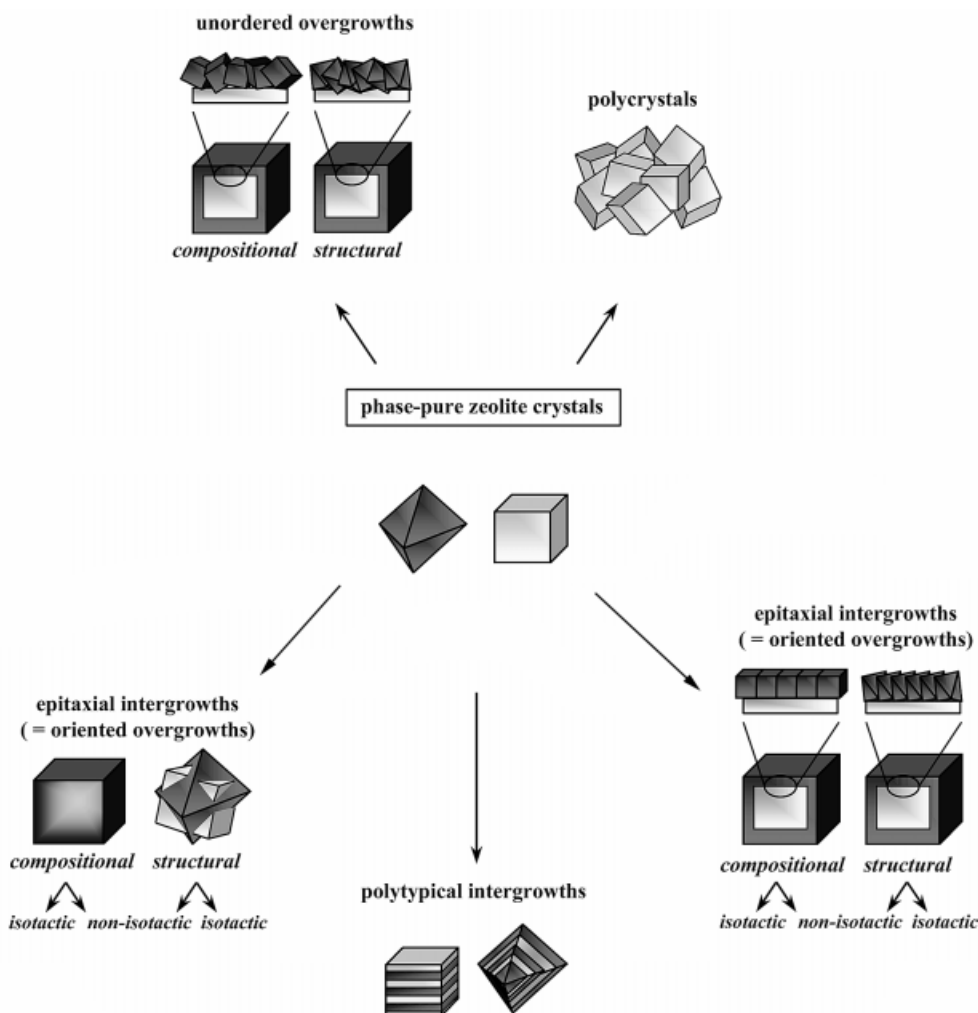 unordered overgrowths
polycrystals
compositional structural
phase-pure zeolite crystals
epitaxial intergrowths
( = oriented overgrowths)
epitaxial intergrowths
( = oriented overgrowths)
compositional structural
isotactic non-isotactic isotactic
polytypical intergrowths
compositional structural
isotactic non-isotactic isotactic